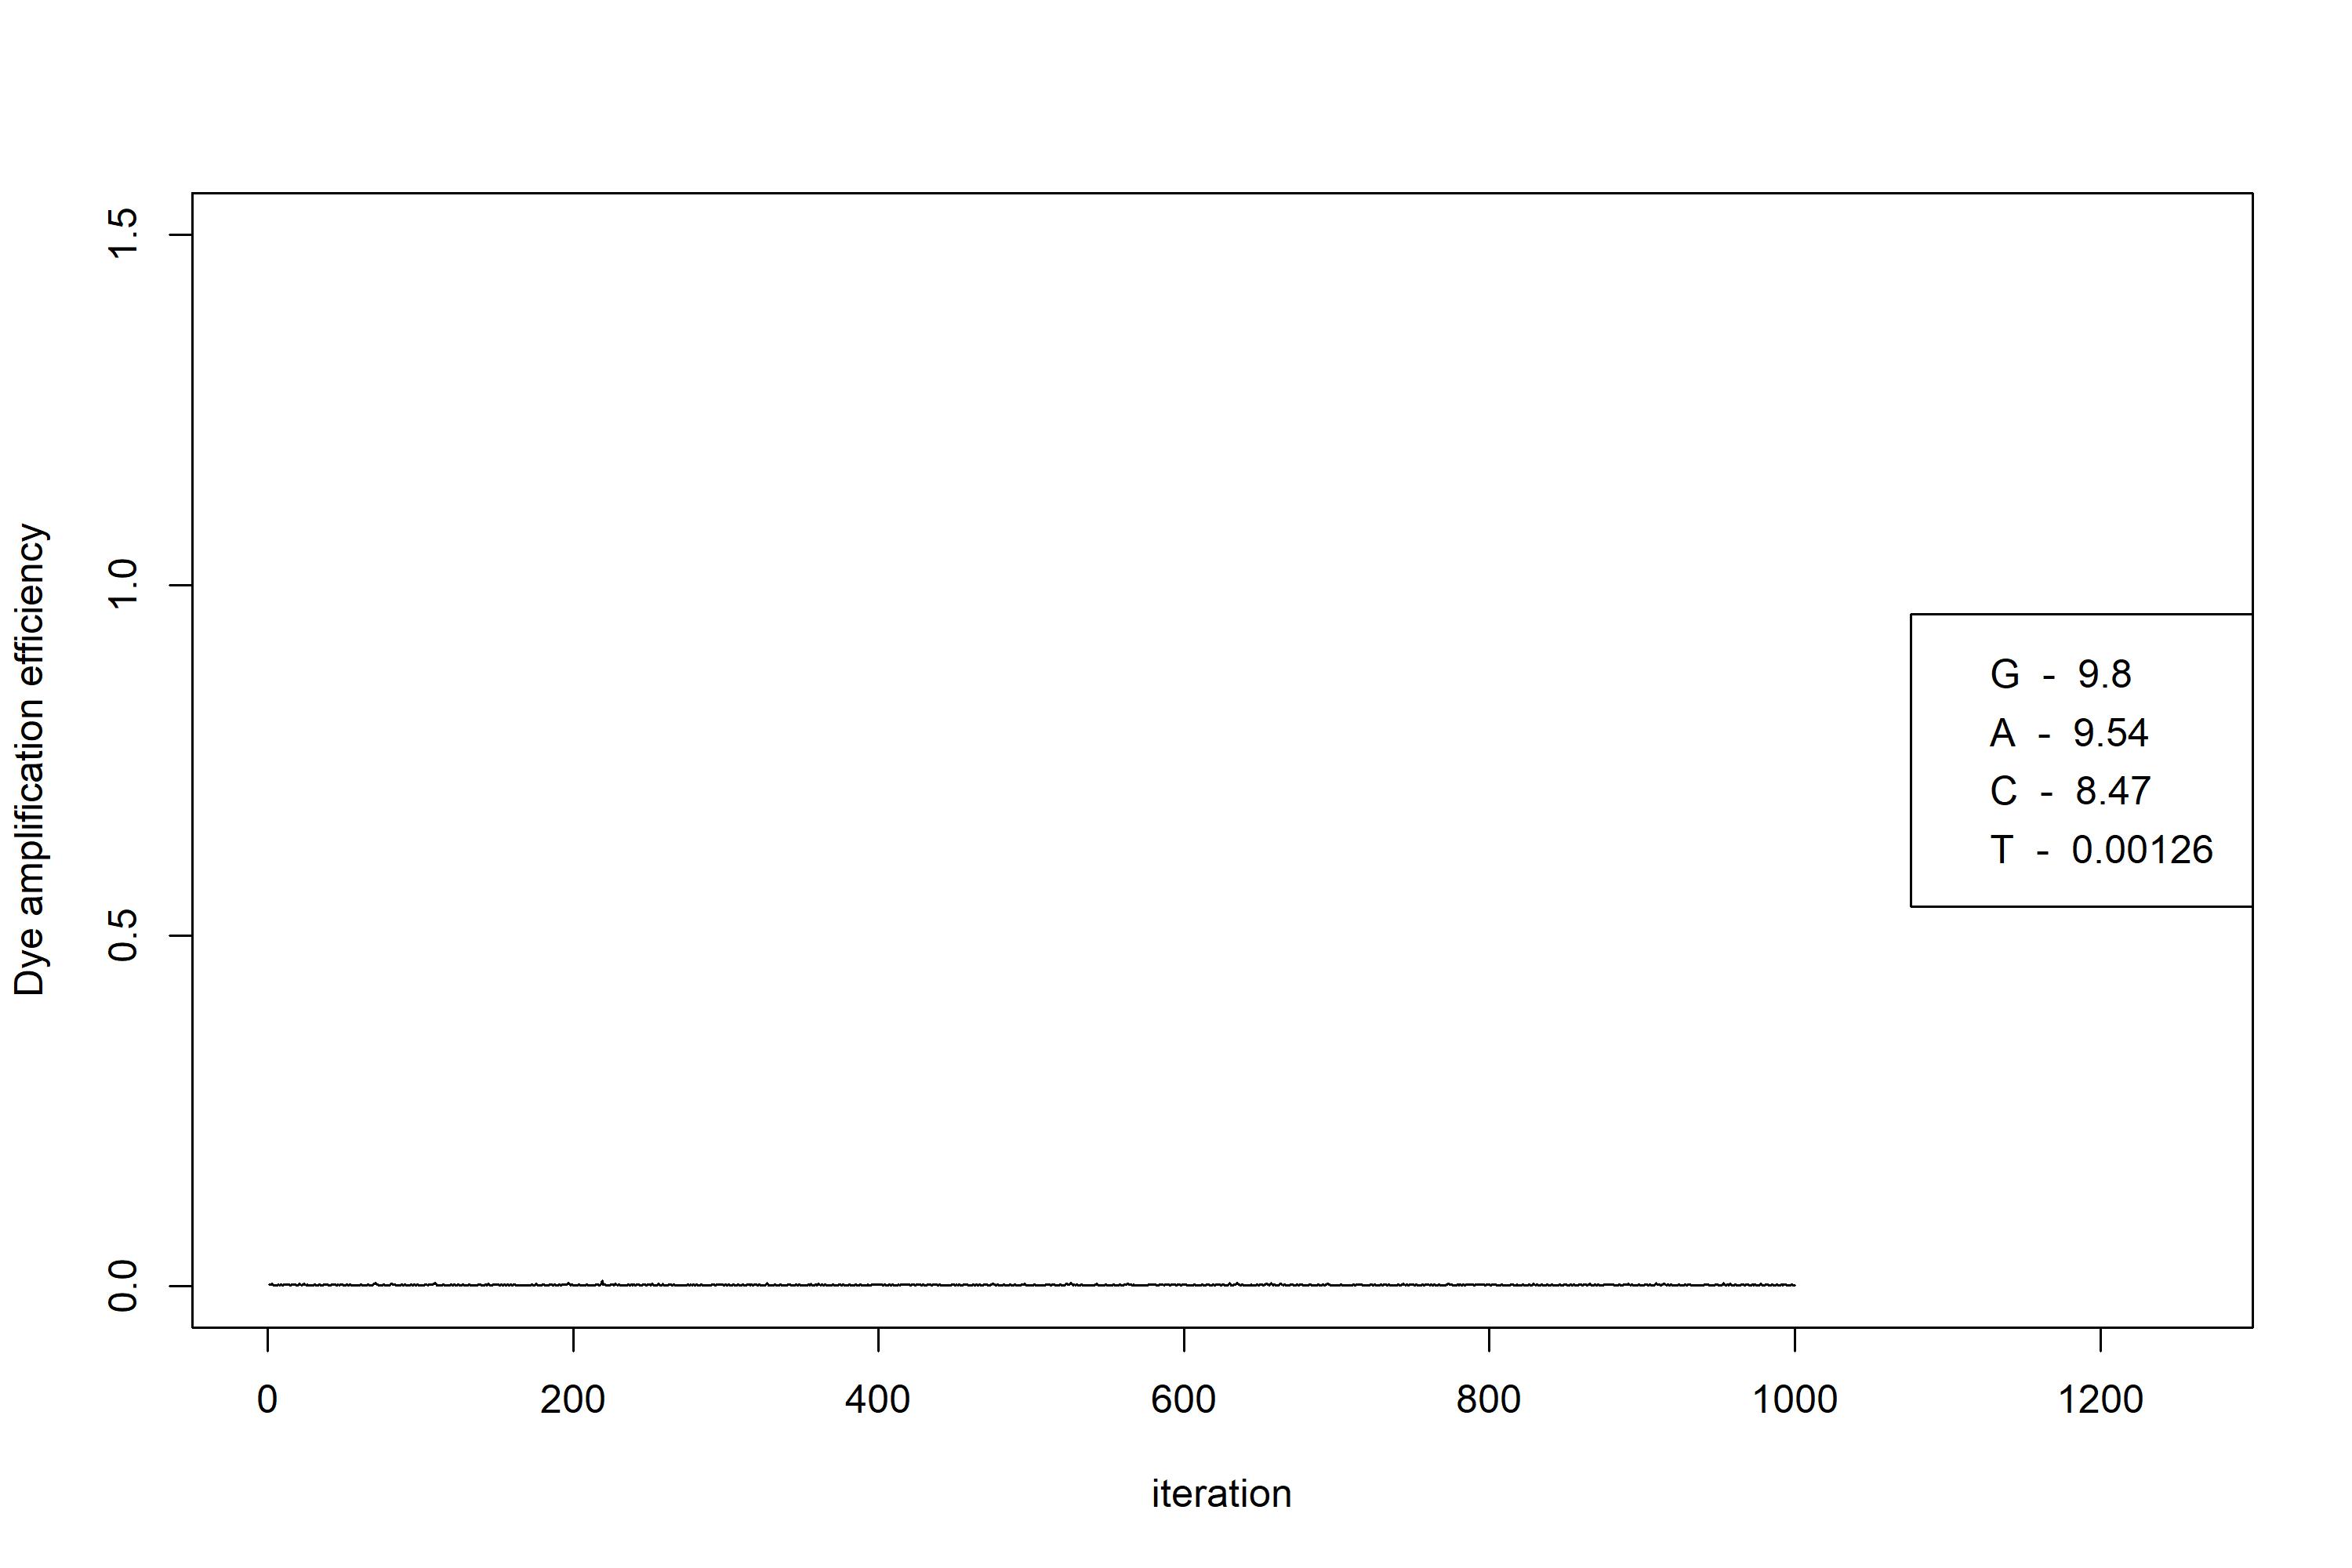 Dye amplification efficiency
1.5
1.0
0.5
0.0
G - 9.8
A - 9.54
C - 8.47
T - 0.00126
0 200 400 600 800 1000 1200
iteration